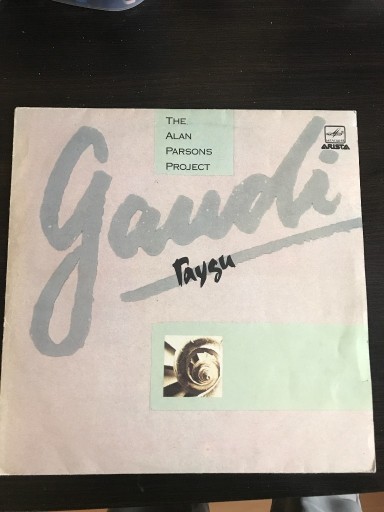 THE
ALAN
PARSONS
PROJECT
ARISTA
gaudi
гауди